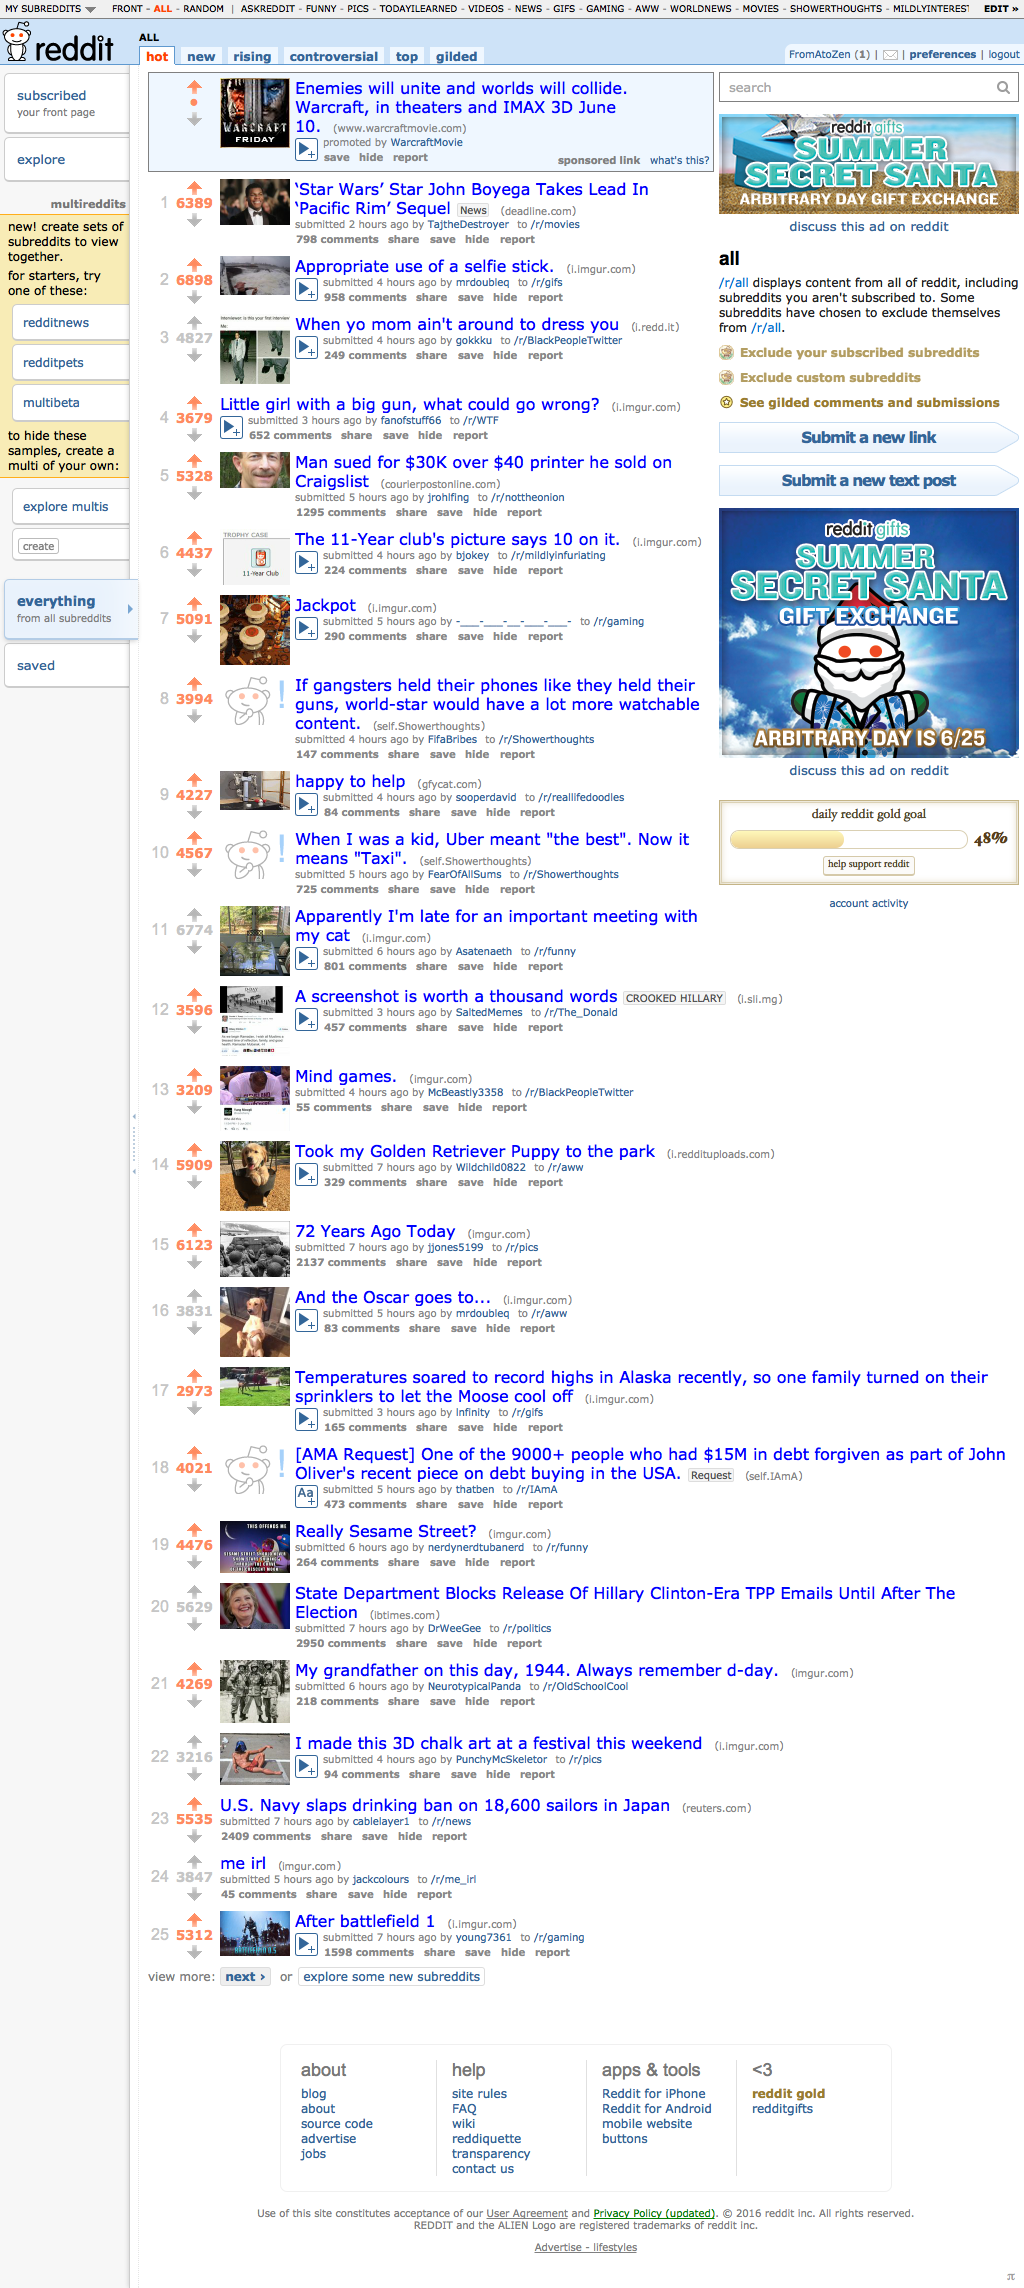 MY SUBREDDITS FRONT - ALL - RANDOM | ASKREDDIT - FUNNY - PICS - TODAYILEARNED - VIDEOS - NEWS - GIFS - GAMING - AWW - WORLDNEWS - MOVIES - SHOWERTHOUGHTS - MILDLYINTEREST EDIT »
reddit ALL
hot new rising controversial top gilded
FromAtoZen (1) | | preferences | logout
subscribed
your front page
explore
multireddits
new! create sets of
subreddits to view
together.
for starters, try
one of these:
redditnews
redditpets
multibeta
to hide these
samples, create a
multi of your own:
explore multis
create
everything
from all subreddits
saved
WARCRAFT
FRIDAY
Enemies will unite and worlds will collide.
Warcraft, in theaters and IMAX 3D June
10. (www.warcraftmovie.com)
promoted by WarcraftMovie
save hide report
sponsored link what's this?
1 6389
‘Star Wars’ Star John Boyega Takes Lead In
‘Pacific Rim’ Sequel News (deadline.com)
submitted 2 hours ago by TajtheDestroyer to /r/movies
798 comments share save hide report
2 6898
Appropriate use of a selfie stick. (i.imgur.com)
submitted 4 hours ago by mrdoubleq to /r/gifs
958 comments share save hide report
3 4827
When yo mom ain't around to dress you (i.redd.it)
submitted 4 hours ago by gokkku to /r/BlackPeopleTwitter
249 comments share save hide report
4 3679
Little girl with a big gun, what could go wrong? (i.imgur.com)
submitted 3 hours ago by fanofstuff66 to /r/WTF
652 comments share save hide report
5 5328
Man sued for $30K over $40 printer he sold on
Craigslist (courierpostonline.com)
submitted 5 hours ago by jrohlfing to /r/nottheonion
1295 comments share save hide report
6 4437
TROPHY CASE
11-Year Club
The 11-Year club's picture says 10 on it. (i.imgur.com)
submitted 4 hours ago by bjokey to /r/mildlyinfuriating
224 comments share save hide report
7 5091
Jackpot (i.imgur.com)
submitted 5 hours ago by -___-___-__-___-___- to /r/gaming
290 comments share save hide report
8 3994
If gangsters held their phones like they held their
guns, world-star would have a lot more watchable
content. (self.Showerthoughts)
submitted 4 hours ago by FifaBribes to /r/Showerthoughts
147 comments share save hide report
9 4227
happy to help (gfycat.com)
submitted 4 hours ago by sooperdavid to /r/reallifedoodles
84 comments share save hide report
10 4567
When I was a kid, Uber meant "the best". Now it
means "Taxi". (self.Showerthoughts)
submitted 5 hours ago by FearOfAllSums to /r/Showerthoughts
725 comments share save hide report
11 6774
Apparently I'm late for an important meeting with
my cat (i.imgur.com)
submitted 6 hours ago by Asatenaeth to /r/funny
801 comments share save hide report
12 3596
A screenshot is worth a thousand words CROOKED HILLARY (i.sli.mg)
submitted 3 hours ago by SaltedMemes to /r/The_Donald
457 comments share save hide report
13 3209
Mind games. (imgur.com)
submitted 4 hours ago by McBeastly3358 to /r/BlackPeopleTwitter
55 comments share save hide report
14 5909
Took my Golden Retriever Puppy to the park (i.reddituploads.com)
submitted 7 hours ago by Wildchild0822 to /r/aww
329 comments share save hide report
15 6123
72 Years Ago Today (imgur.com)
submitted 7 hours ago by jjones5199 to /r/pics
2137 comments share save hide report
16 3831
And the Oscar goes to... (i.imgur.com)
submitted 5 hours ago by mrdoubleq to /r/aww
83 comments share save hide report
17 2973
Temperatures soared to record highs in Alaska recently, so one family turned on their
sprinklers to let the Moose cool off (i.imgur.com)
submitted 3 hours ago by lnfinity to /r/gifs
165 comments share save hide report
18 4021
[AMA Request] One of the 9000+ people who had $15M in debt forgiven as part of John
Oliver's recent piece on debt buying in the USA. Request (self.IAmA)
Aa
submitted 5 hours ago by thatben to /r/IAmA
473 comments share save hide report
19 4476
THIS OFFENDS ME
Really Sesame Street? (imgur.com)
submitted 6 hours ago by nerdynerdtubanerd to /r/funny
264 comments share save hide report
20 5629
State Department Blocks Release Of Hillary Clinton-Era TPP Emails Until After The
Election (ibtimes.com)
submitted 7 hours ago by DrWeeGee to /r/politics
2950 comments share save hide report
21 4269
My grandfather on this day, 1944. Always remember d-day. (imgur.com)
submitted 6 hours ago by NeurotypicalPanda to /r/OldSchoolCool
218 comments share save hide report
22 3216
I made this 3D chalk art at a festival this weekend (i.imgur.com)
submitted 4 hours ago by PunchyMcSkeletor to /r/pics
94 comments share save hide report
23 5535
U.S. Navy slaps drinking ban on 18,600 sailors in Japan (reuters.com)
submitted 7 hours ago by cablelayer1 to /r/news
2409 comments share save hide report
24 3847
me irl (imgur.com)
submitted 5 hours ago by jackcolours to /r/me_irl
45 comments share save hide report
25 5312
After battlefield 1 (i.imgur.com)
submitted 7 hours ago by young7361 to /r/gaming
1598 comments share save hide report
view more: next › or explore some new subreddits
search
redditgifts
SUMMER
SECRET SANTA
ARBITRARY DAY GIFT EXCHANGE
discuss this ad on reddit
all
/r/all displays content from all of reddit, including
subreddits you aren't subscribed to. Some
subreddits have chosen to exclude themselves
from /r/all.
Exclude your subscribed subreddits
Exclude custom subreddits
See gilded comments and submissions
Submit a new link
Submit a new text post
redditgifts
SUMMER
SECRET SANTA
GIFT EXCHANGE
ARBITRARY DAY IS 6/25
discuss this ad on reddit
daily reddit gold goal
48%
help support reddit
account activity
about
blog
about
source code
advertise
jobs
help
site rules
FAQ
wiki
reddiquette
transparency
contact us
apps & tools
Reddit for iPhone
Reddit for Android
mobile website
buttons
<3
reddit gold
redditgifts
Use of this site constitutes acceptance of our User Agreement and Privacy Policy (updated). © 2016 reddit inc. All rights reserved.
REDDIT and the ALIEN Logo are registered trademarks of reddit inc.
Advertise - lifestyles
π